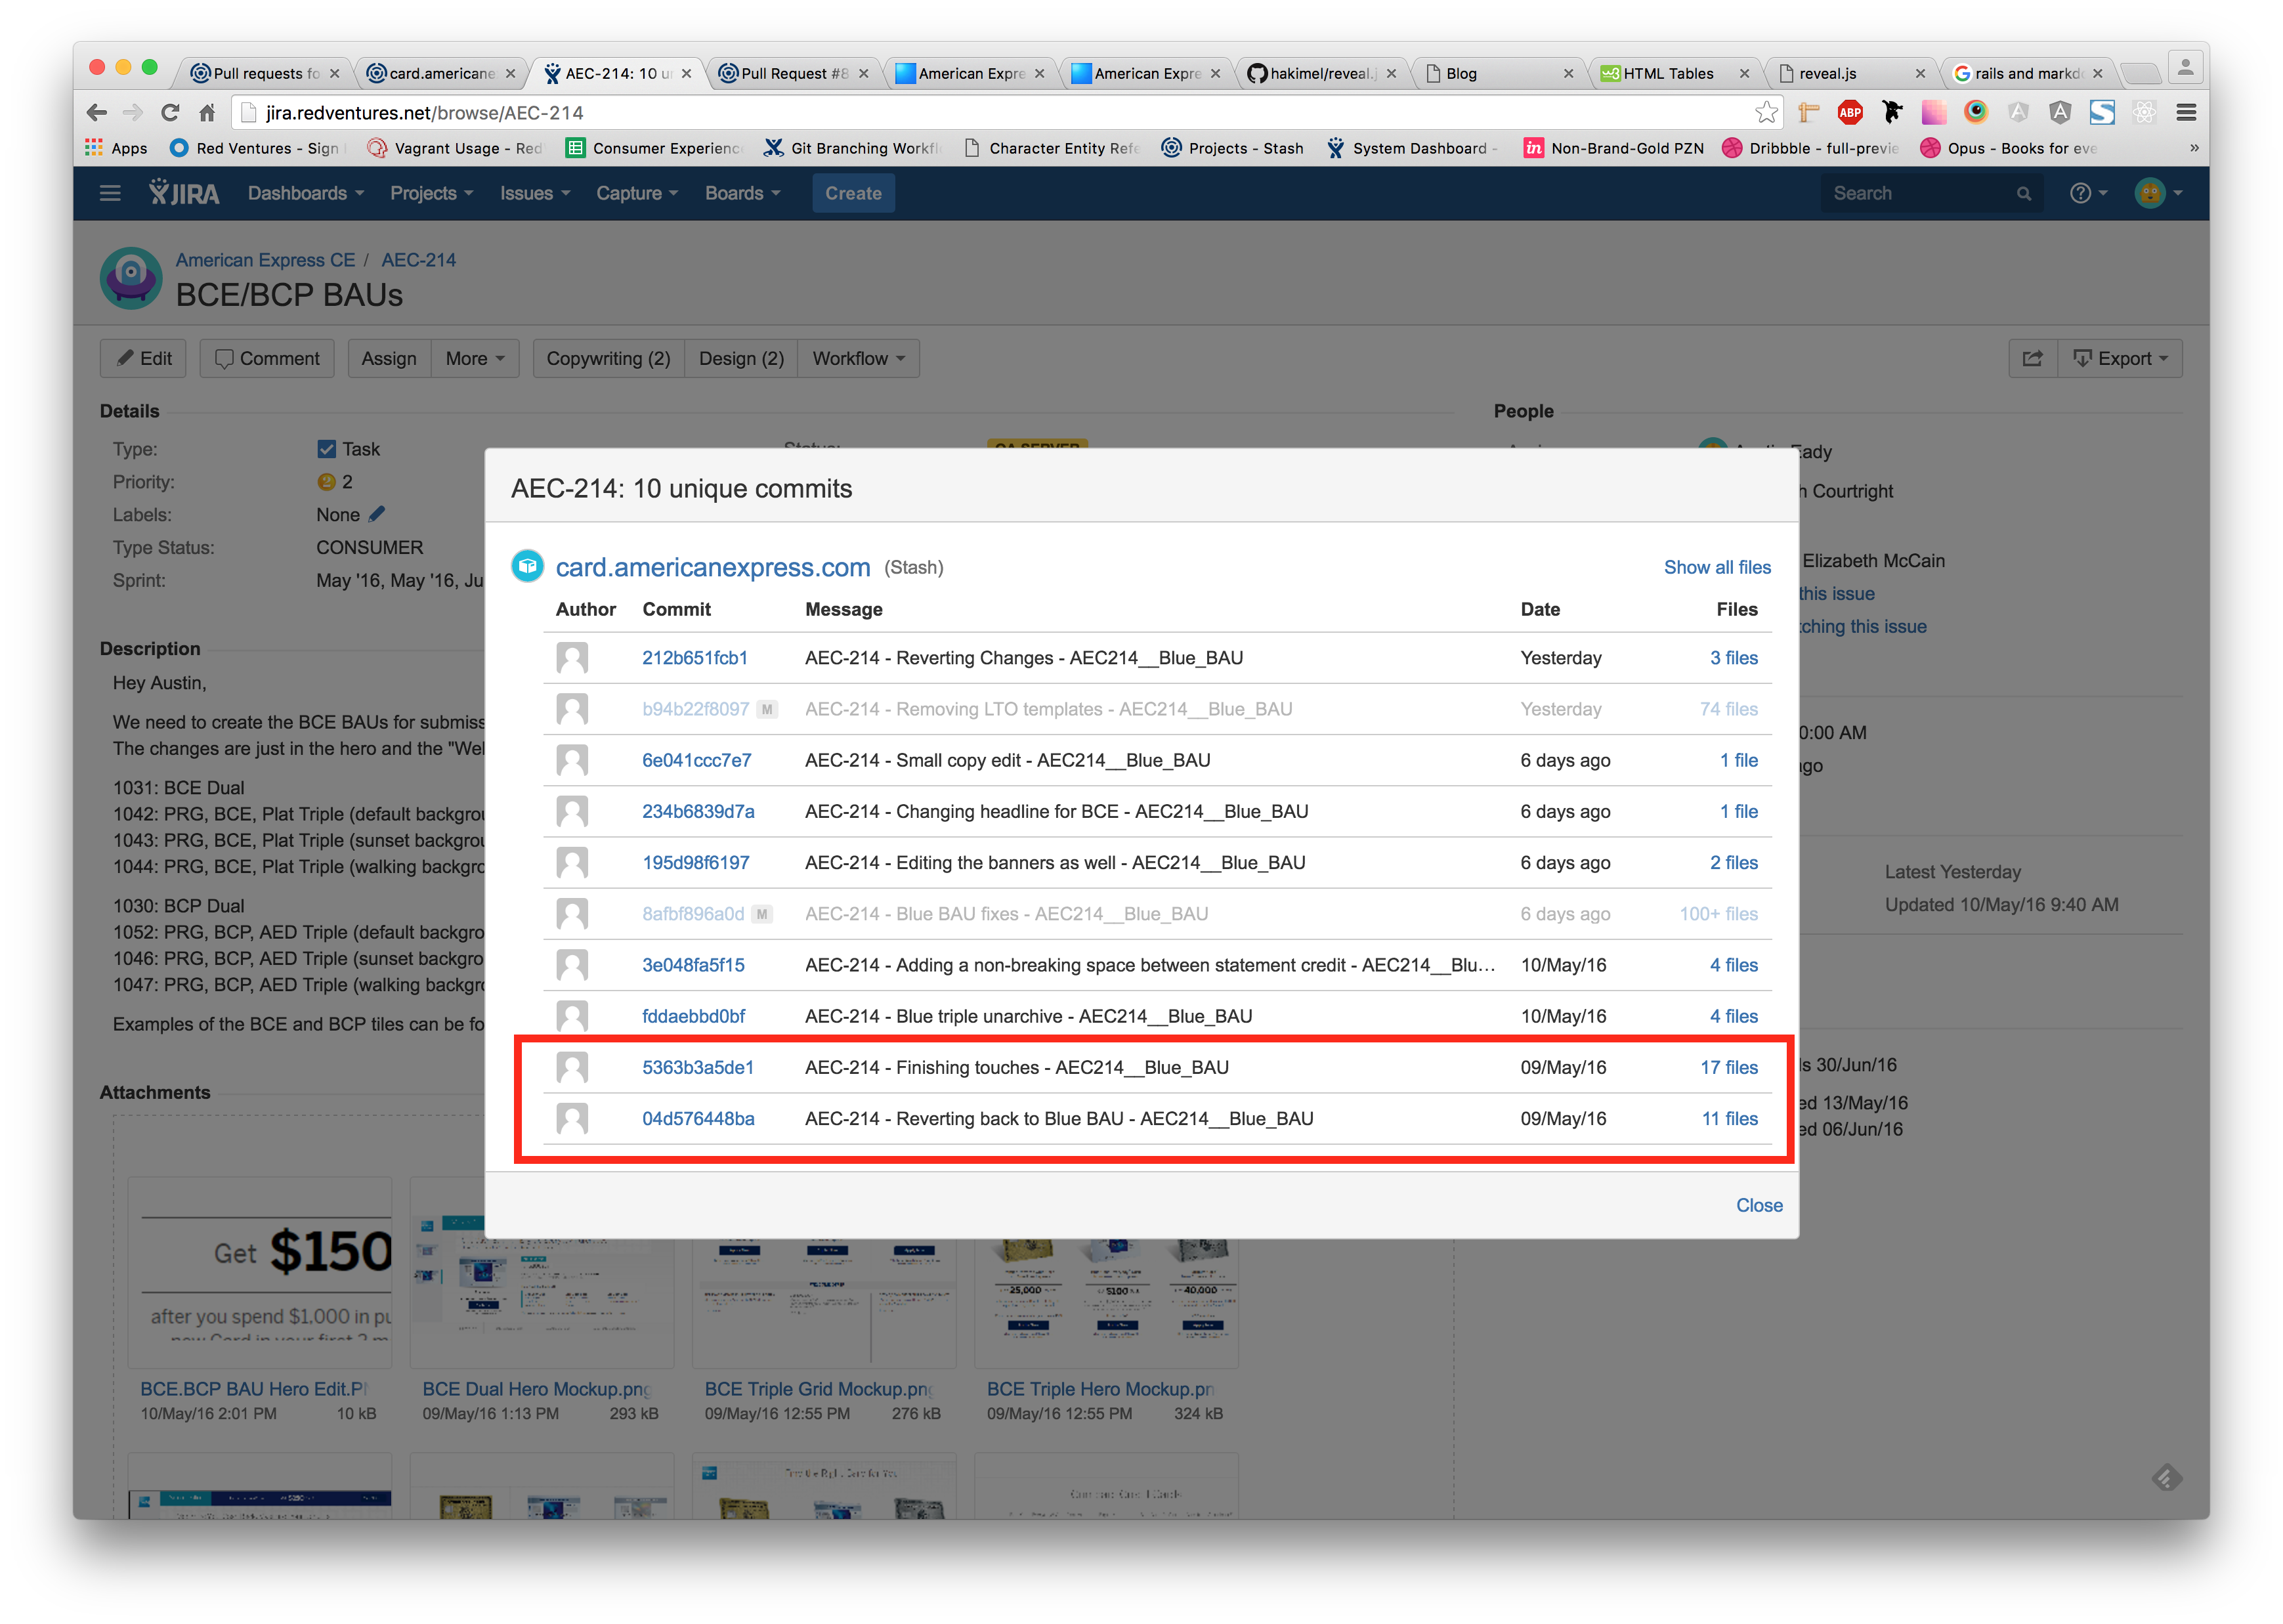 Pull requests fo
card.americane
AEC-214: 10 u
Pull Request #8
American Expre
American Expre
hakimel/reveal.j
Blog
HTML Tables
reveal.js
rails and markd
jira.redventures.net/browse/AEC-214
ABP
Apps
Red Ventures - Sign
Vagrant Usage - Red
Consumer Experience
Git Branching Workfl
Character Entity Refe
Projects - Stash
System Dashboard -
in Non-Brand-Gold PZN
Dribbble - full-previe
Opus - Books for eve
»
JIRA
Dashboards
Projects
Issues
Capture
Boards
Create
Search
American Express CE / AEC-214
BCE/BCP BAUs
Edit
Comment
Assign
More
Copywriting (2)
Design (2)
Workflow
Export
Details
People
Type: Task
Priority: 2
Labels: None
Type Status: CONSUMER
Sprint: May '16, May '16, Ju
Status: QA SERVER
Eady
h Courtright
Elizabeth McCain
this issue
tching this issue
0:00 AM
ago
Latest Yesterday
Updated 10/May/16 9:40 AM
ls 30/Jun/16
ed 13/May/16
ed 06/Jun/16
Description
Hey Austin,
We need to create the BCE BAUs for submiss
The changes are just in the hero and the "Wel
1031: BCE Dual
1042: PRG, BCE, Plat Triple (default backgrou
1043: PRG, BCE, Plat Triple (sunset backgrou
1044: PRG, BCE, Plat Triple (walking backgro
1030: BCP Dual
1052: PRG, BCP, AED Triple (default backgro
1046: PRG, BCP, AED Triple (sunset backgro
1047: PRG, BCP, AED Triple (walking backgr
Examples of the BCE and BCP tiles can be fo
AEC-214: 10 unique commits
card.americanexpress.com (Stash) Show all files
Author Commit Message Date Files
212b651fcb1 AEC-214 - Reverting Changes - AEC214__Blue_BAU Yesterday 3 files
b94b22f8097 M AEC-214 - Removing LTO templates - AEC214__Blue_BAU Yesterday 74 files
6e041ccc7e7 AEC-214 - Small copy edit - AEC214__Blue_BAU 6 days ago 1 file
234b6839d7a AEC-214 - Changing headline for BCE - AEC214__Blue_BAU 6 days ago 1 file
195d98f6197 AEC-214 - Editing the banners as well - AEC214__Blue_BAU 6 days ago 2 files
8afbf896a0d M AEC-214 - Blue BAU fixes - AEC214__Blue_BAU 6 days ago 100+ files
3e048fa5f15 AEC-214 - Adding a non-breaking space between statement credit - AEC214__Blu... 10/May/16 4 files
fddaebbd0bf AEC-214 - Blue triple unarchive - AEC214__Blue_BAU 10/May/16 4 files
5363b3a5de1 AEC-214 - Finishing touches - AEC214__Blue_BAU 09/May/16 17 files
04d576448ba AEC-214 - Reverting back to Blue BAU - AEC214__Blue_BAU 09/May/16 11 files
Close
Attachments
Get $150
after you spend $1,000 in pu
25,000
$100
40,000
BCE.BCP BAU Hero Edit.PN
10/May/16 2:01 PM 10 kB
BCE Dual Hero Mockup.png
09/May/16 1:13 PM 293 kB
BCE Triple Grid Mockup.png
09/May/16 12:55 PM 276 kB
BCE Triple Hero Mockup.pn
09/May/16 12:55 PM 324 kB